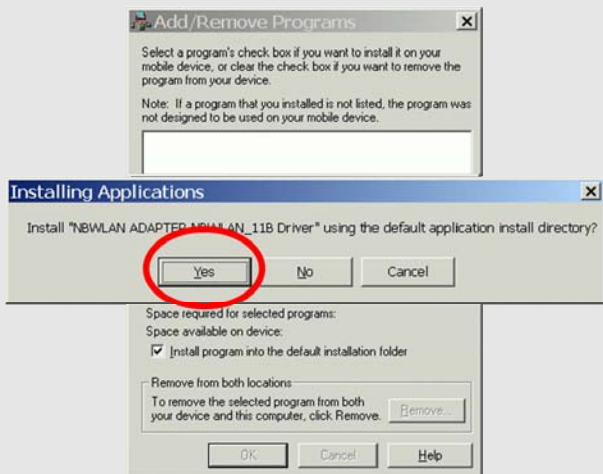 Add/Remove Programs
Select a program's check box if you want to install it on your
mobile device, or clear the check box if you want to remove the
program from your device.
Note: If a program that you installed is not listed, the program was
not designed to be used on your mobile device.
Installing Applications
Install "NBWLAN ADAPTER NBWLAN_11B Driver" using the default application install directory?
Yes
No
Cancel
Space required for selected programs:
Space available on device:
Install program into the default installation folder
Remove from both locations
To remove the selected program from both
your device and this computer, click Remove.
Remove...
OK
Cancel
Help